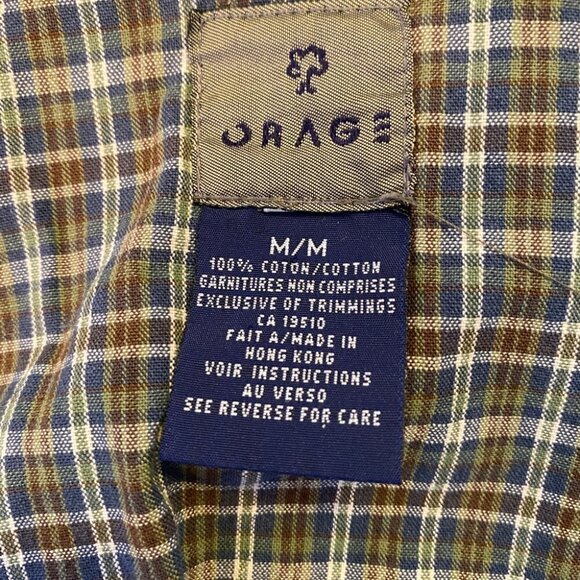 ORAGE
M/M
100% COTON/COTTON
GARNITURES NON COMPRISES
EXCLUSIVE OF TRIMMINGS
CA 19510
FAIT A/MADE IN
HONG KONG
VOIR INSTRUCTIONS
AU VERSO
SEE REVERSE FOR CARE